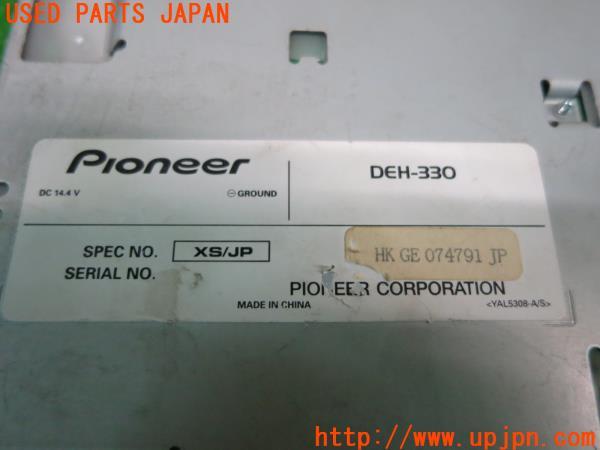 USED PARTS JAPAN
Pioneer
DEH-330
DC 14.4 V
⊖GROUND
SPEC NO. XS/JP
HK GE 074791 JP
SERIAL NO.
PIONEER CORPORATION
MADE IN CHINA
<YAL5308-A/S>
http://www.upjpn.com